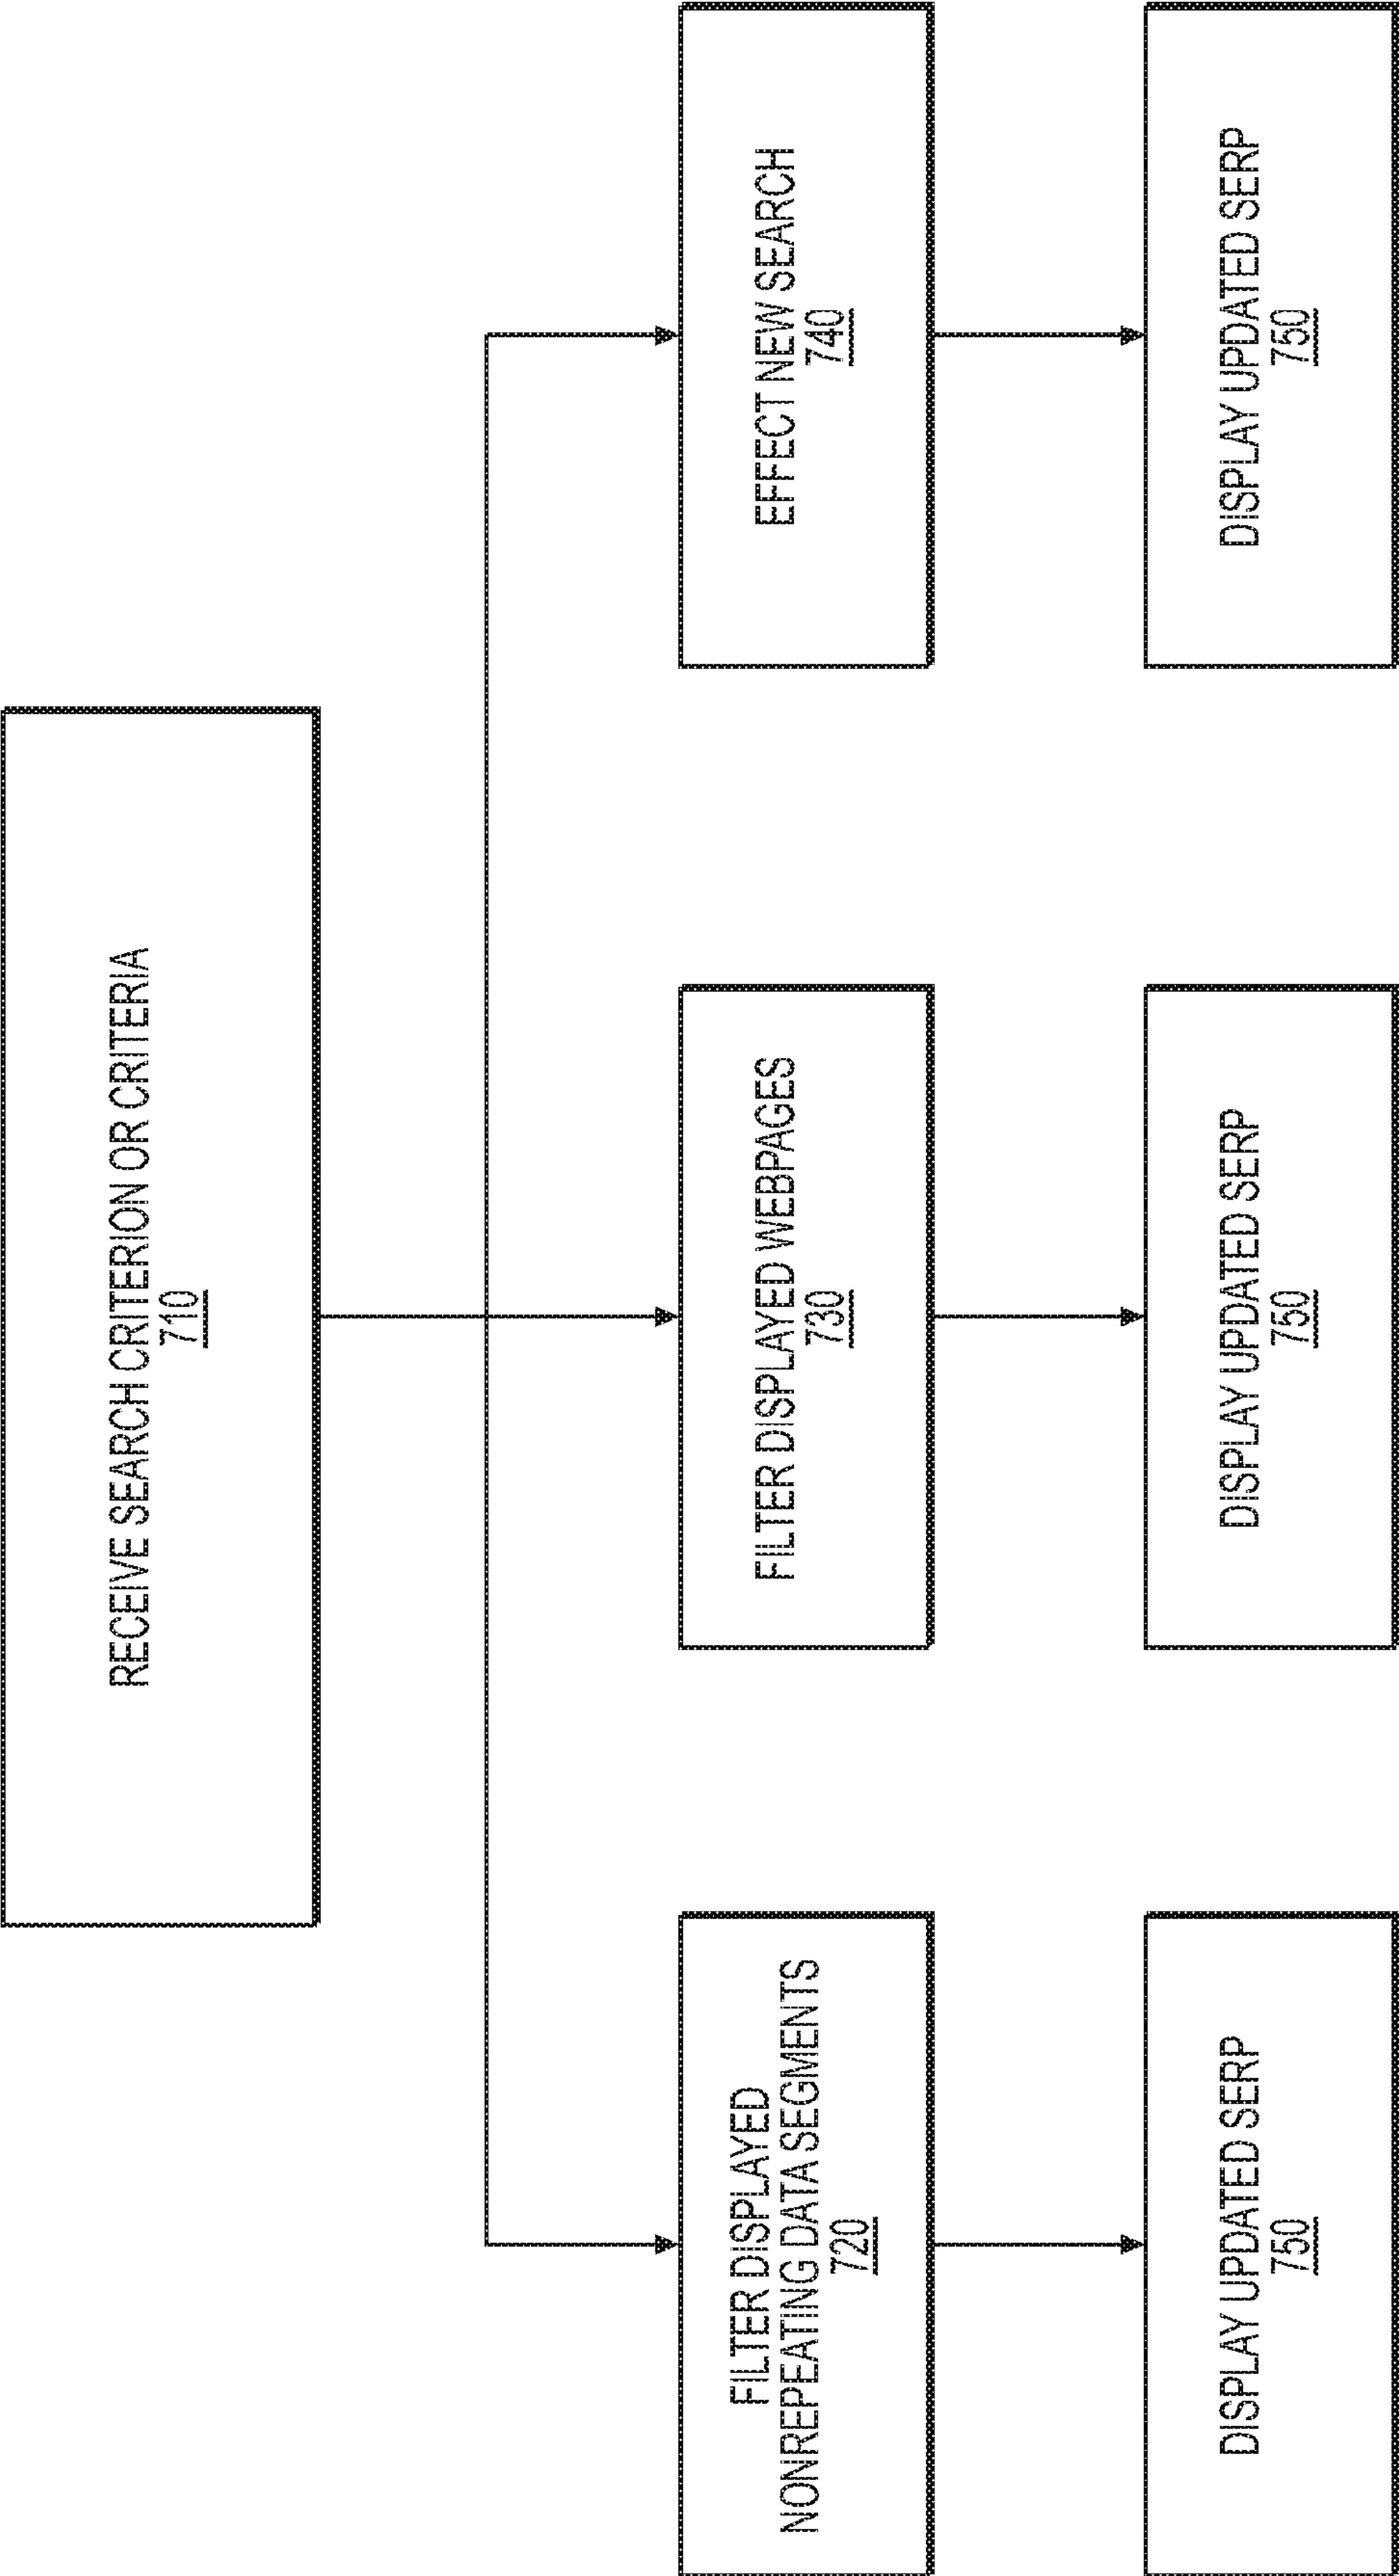 RECEIVE SEARCH CRITERION OR CRITERIA
710
FILTER DISPLAYED
NONREPEATING DATA SEGMENTS
720
FILTER DISPLAYED WEBPAGES
730
EFFECT NEW SEARCH
740
DISPLAY UPDATED SERP
750
DISPLAY UPDATED SERP
750
DISPLAY UPDATED SERP
750